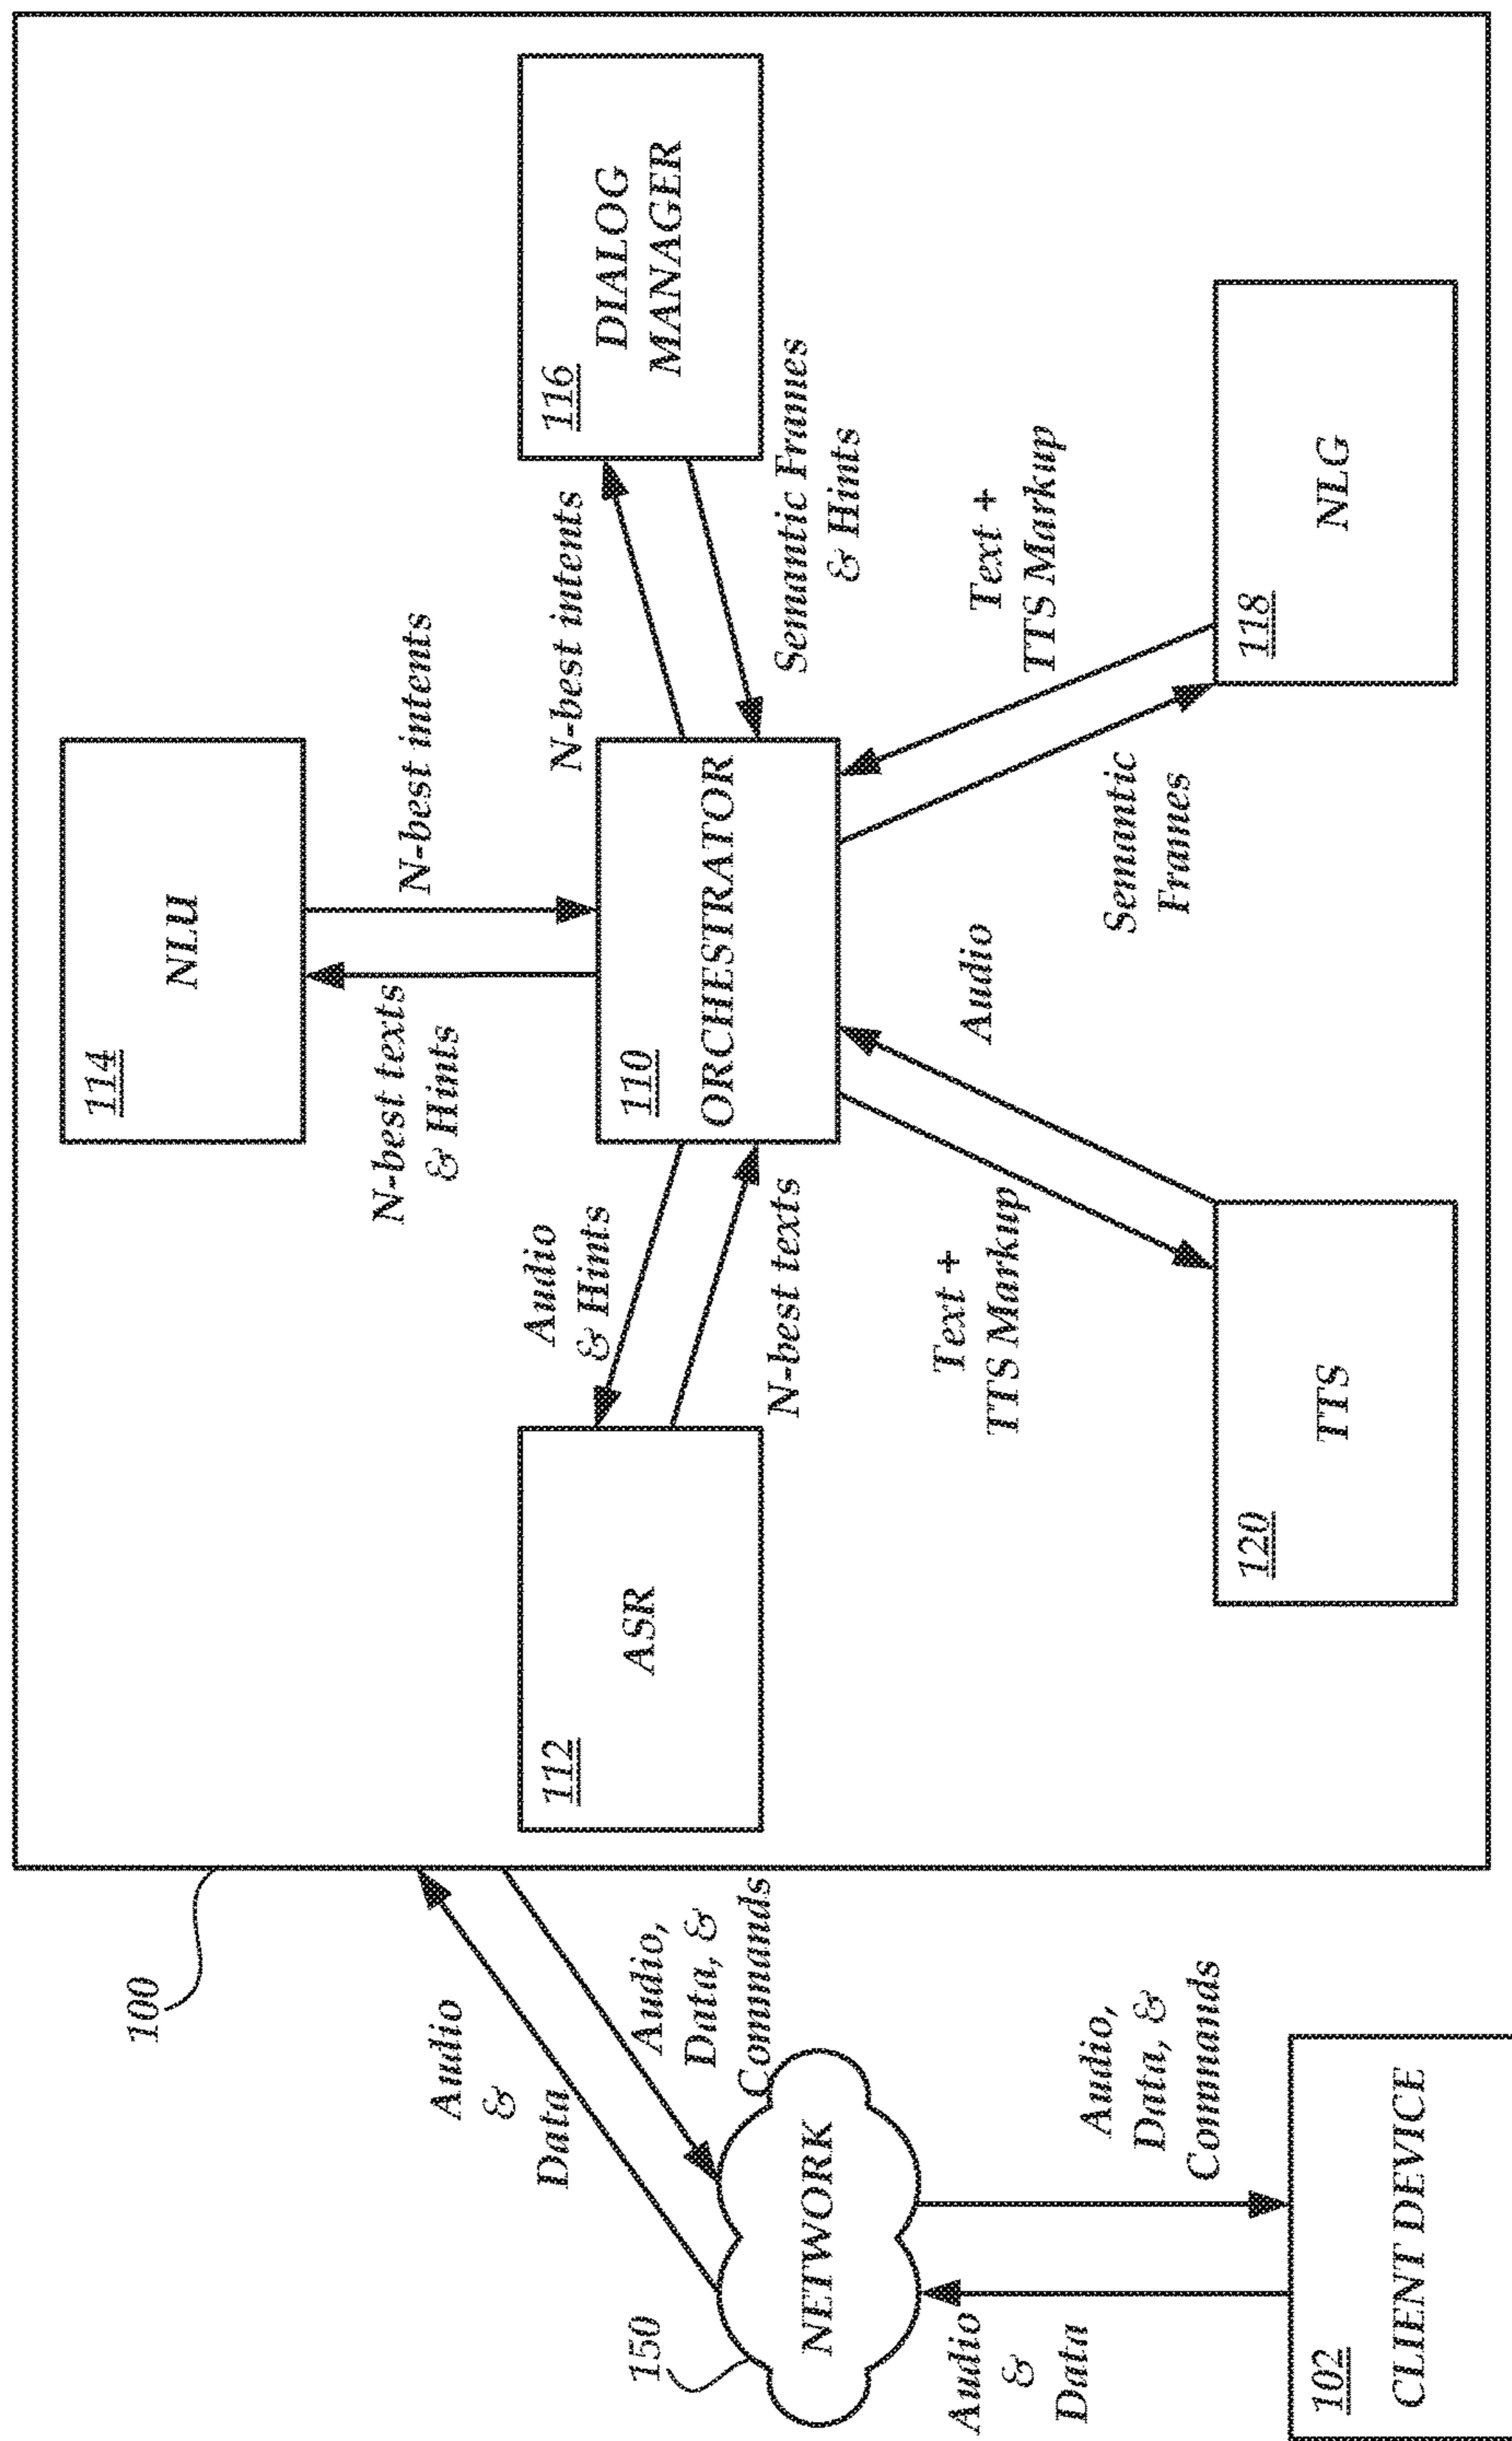 100
114
NLU
N-best texts
& Hints
N-best intents
Audio
& Hints
N-best intents
112
ASR
110
ORCHESTRATOR
116
DIALOG
MANAGER
N-best texts
Semantic Frames
& Hints
Audio
&
Data
Audio,
Data, &
Commands
150
NETWORK
Text +
TTS Markup
Audio
Semantic
Frames
Text +
TTS Markup
Audio
&
Data
Audio,
Data, &
Commands
120
TTS
118
NLG
102
CLIENT DEVICE